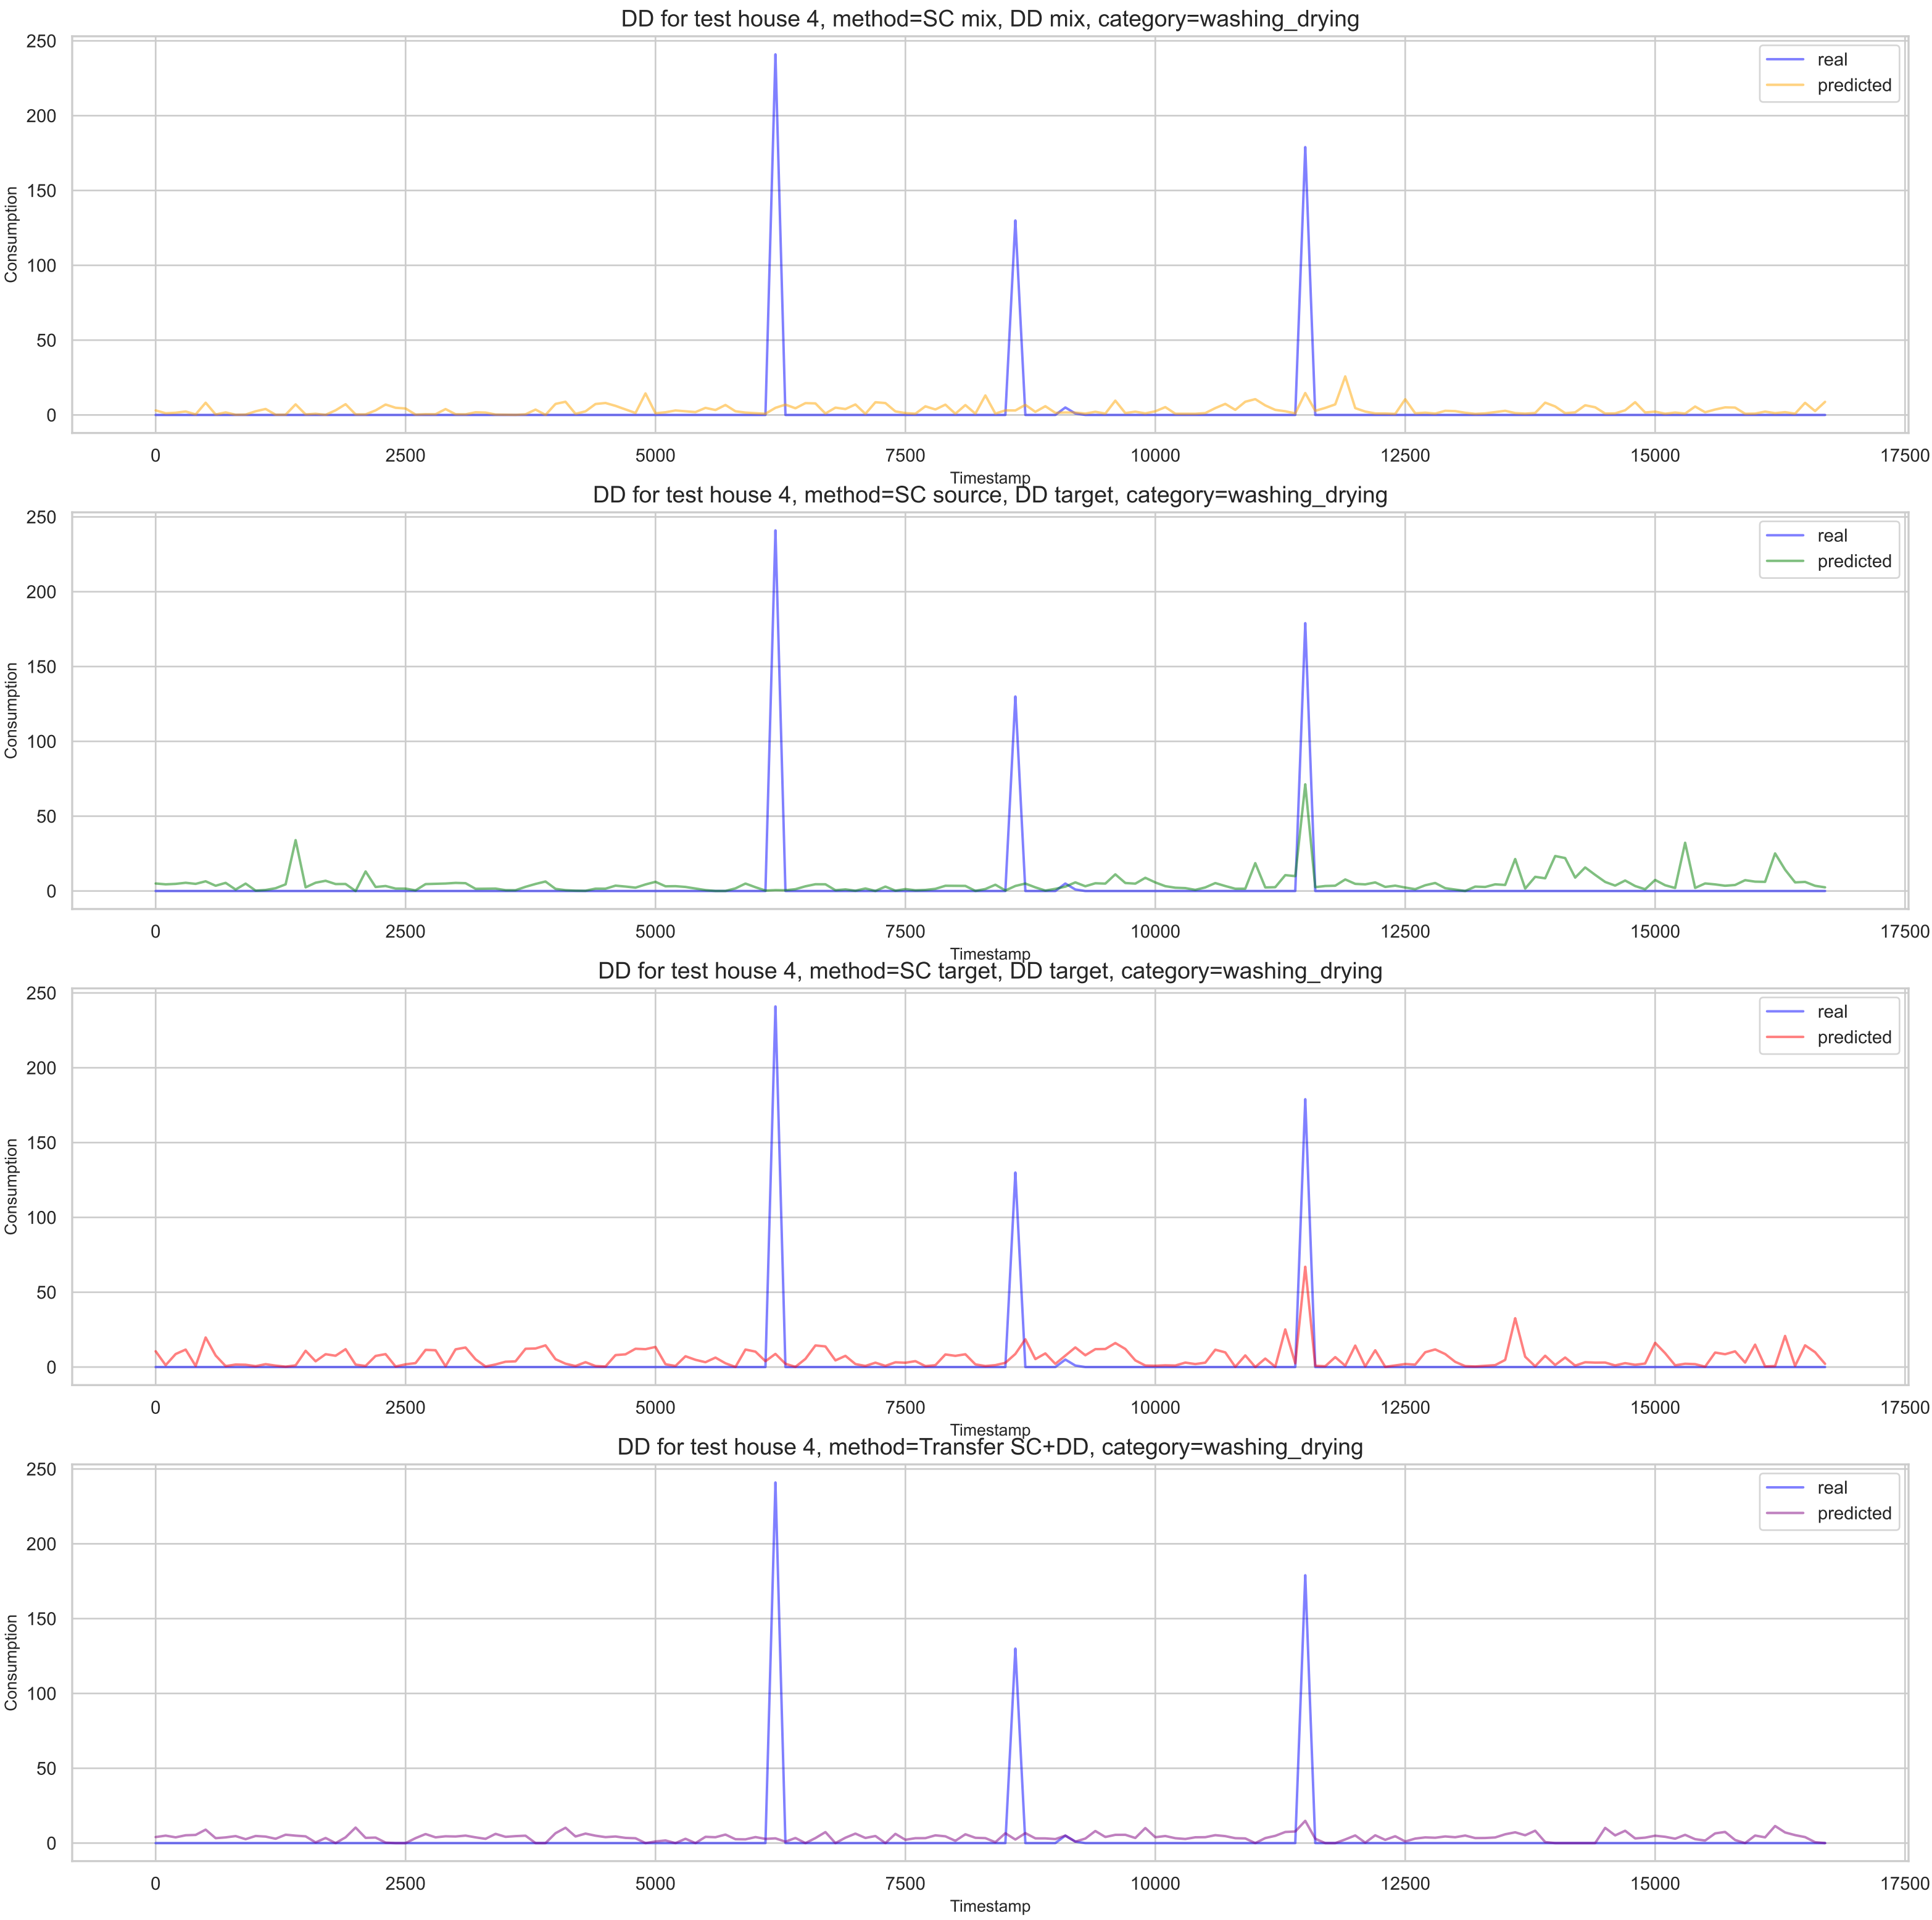 DD for test house 4, method=SC mix, DD mix, category=washing_drying
250
200
150
100
50
0
Consumption
real
predicted
0 2500 5000 7500 10000 12500 15000 17500
Timestamp
DD for test house 4, method=SC source, DD target, category=washing_drying
250
200
150
100
50
0
Consumption
real
predicted
0 2500 5000 7500 10000 12500 15000 17500
Timestamp
DD for test house 4, method=SC target, DD target, category=washing_drying
250
200
150
100
50
0
Consumption
real
predicted
0 2500 5000 7500 10000 12500 15000 17500
Timestamp
DD for test house 4, method=Transfer SC+DD, category=washing_drying
250
200
150
100
50
0
Consumption
real
predicted
0 2500 5000 7500 10000 12500 15000 17500
Timestamp